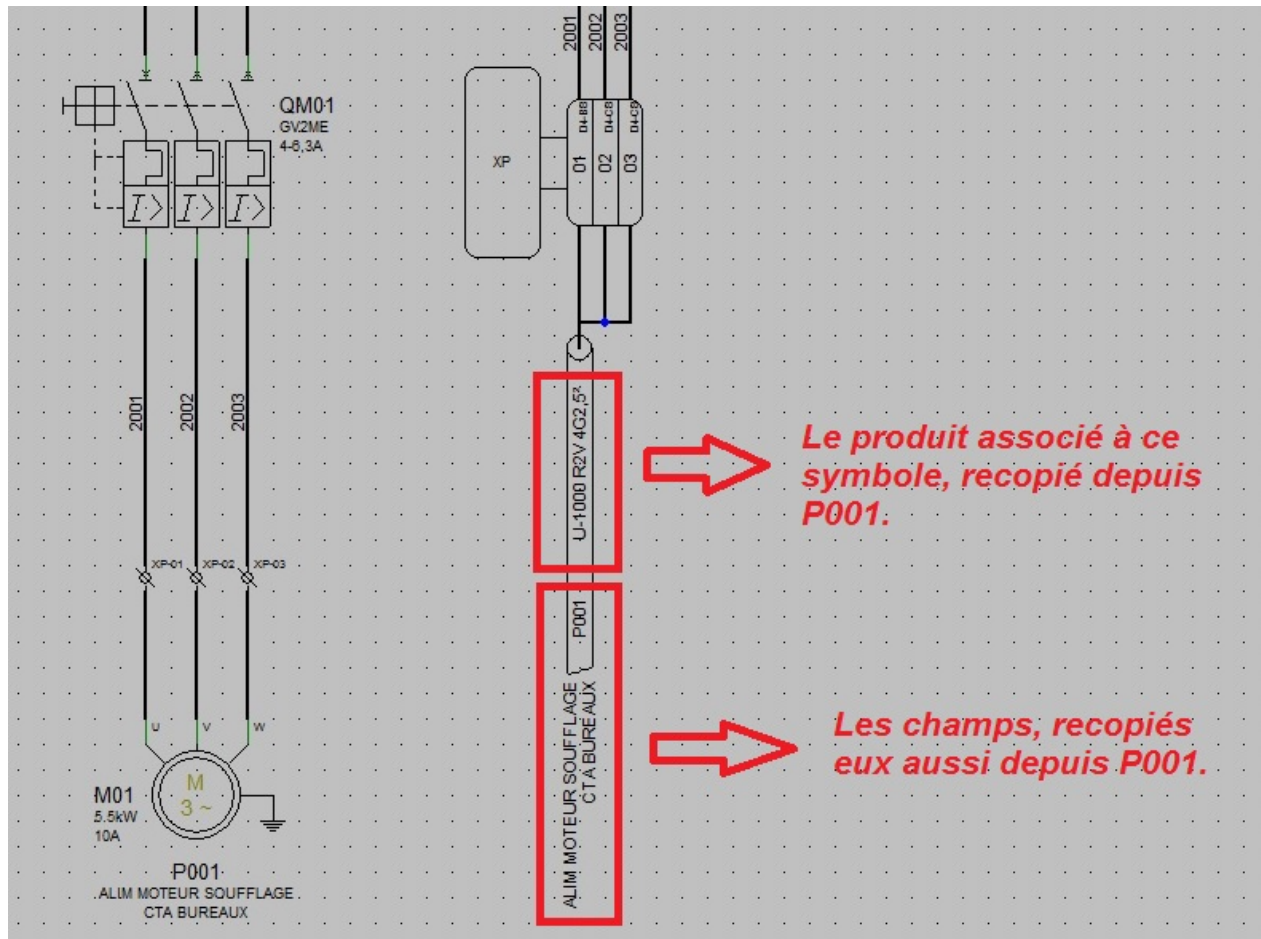 2001
2002
2003
QM01
GV2ME
4-6,3A
I>
I>
I>
XP
D4-B8
D4-C8
D4-C8
01
02
03
2001
2002
2003
U-1000 R2V 4G2,5²
Le produit associé à ce
symbole, recopié depuis
P001.
XP-01
XP-02
XP-03
P001
ALIM MOTEUR SOUFFLAGE
CTA BUREAUX
Les champs, recopiés
eux aussi depuis P001.
U
V
W
M
3 ~
M01
5.5kW
10A
P001
ALIM MOTEUR SOUFFLAGE
CTA BUREAUX